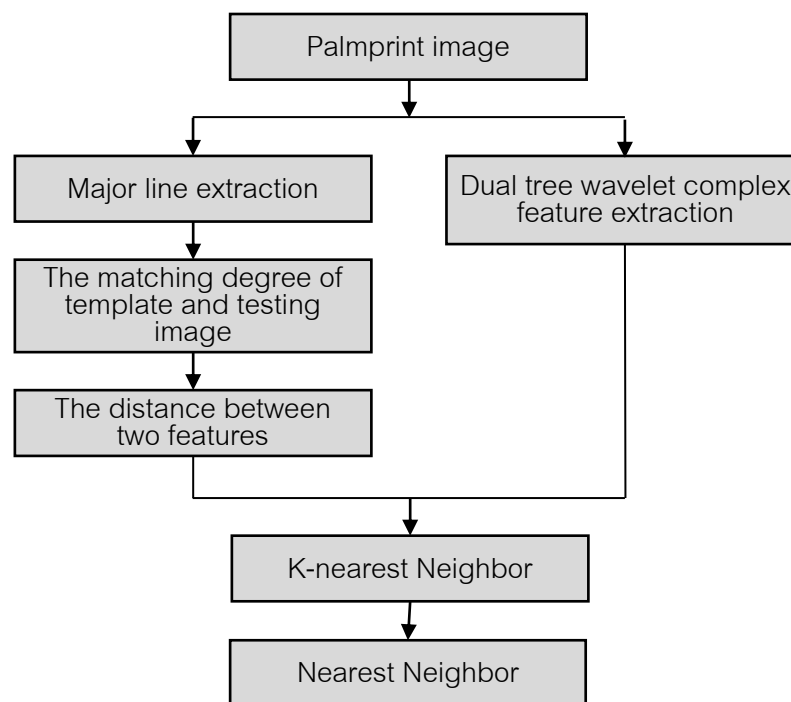 Palmprint image
Major line extraction
Dual tree wavelet complex
feature extraction
The matching degree of
template and testing
image
The distance between
two features
K-nearest Neighbor
Nearest Neighbor